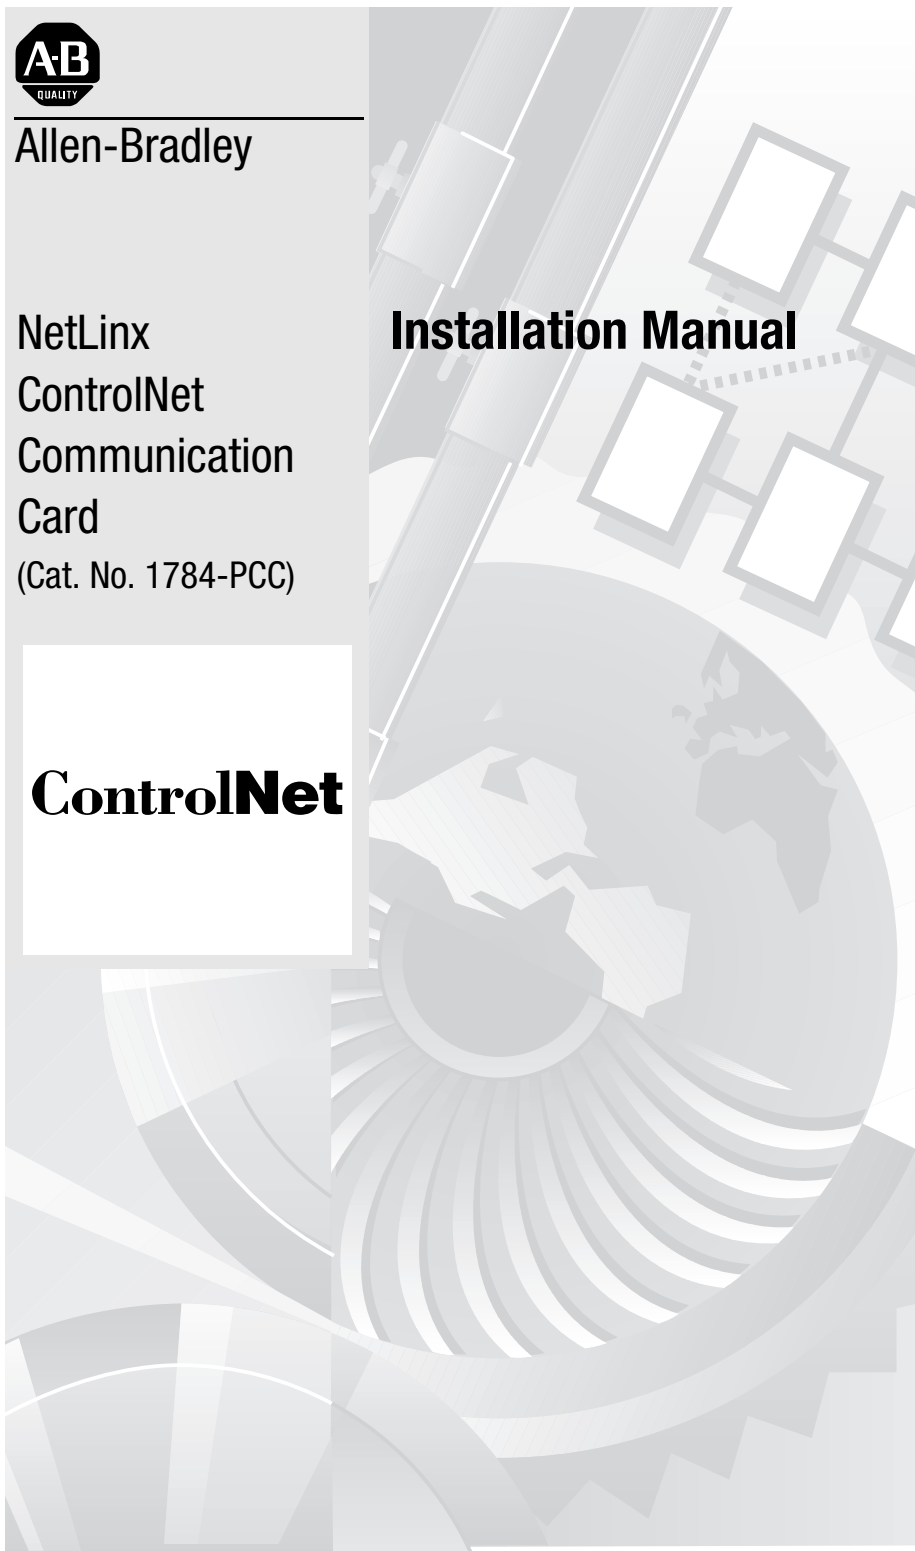 A-B
QUALITY
Allen-Bradley
NetLinx
ControlNet
Communication
Card
(Cat. No. 1784-PCC)
Installation Manual
ControlNet